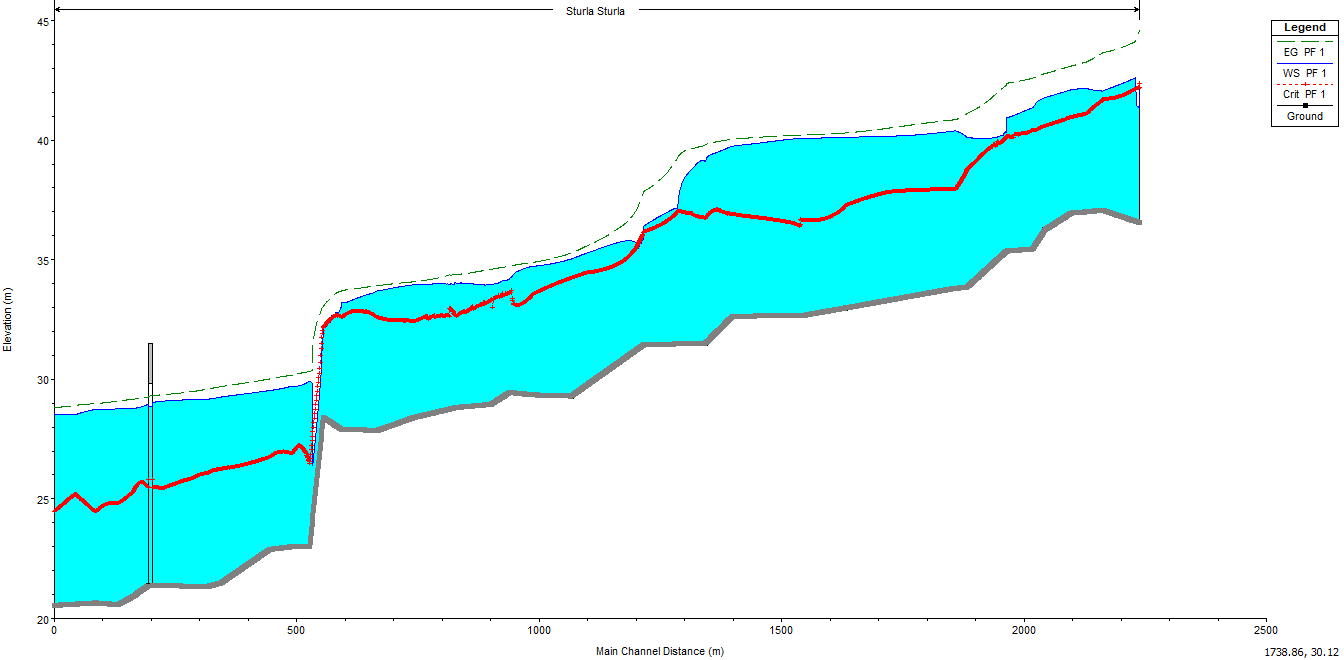 Sturla Sturla
45
40
35
30
25
20
Elevation (m)
0 500 1000 1500 2000 2500
Main Channel Distance (m)
Legend
EG PF 1
WS PF 1
Crit PF 1
Ground
1738.86, 30.12